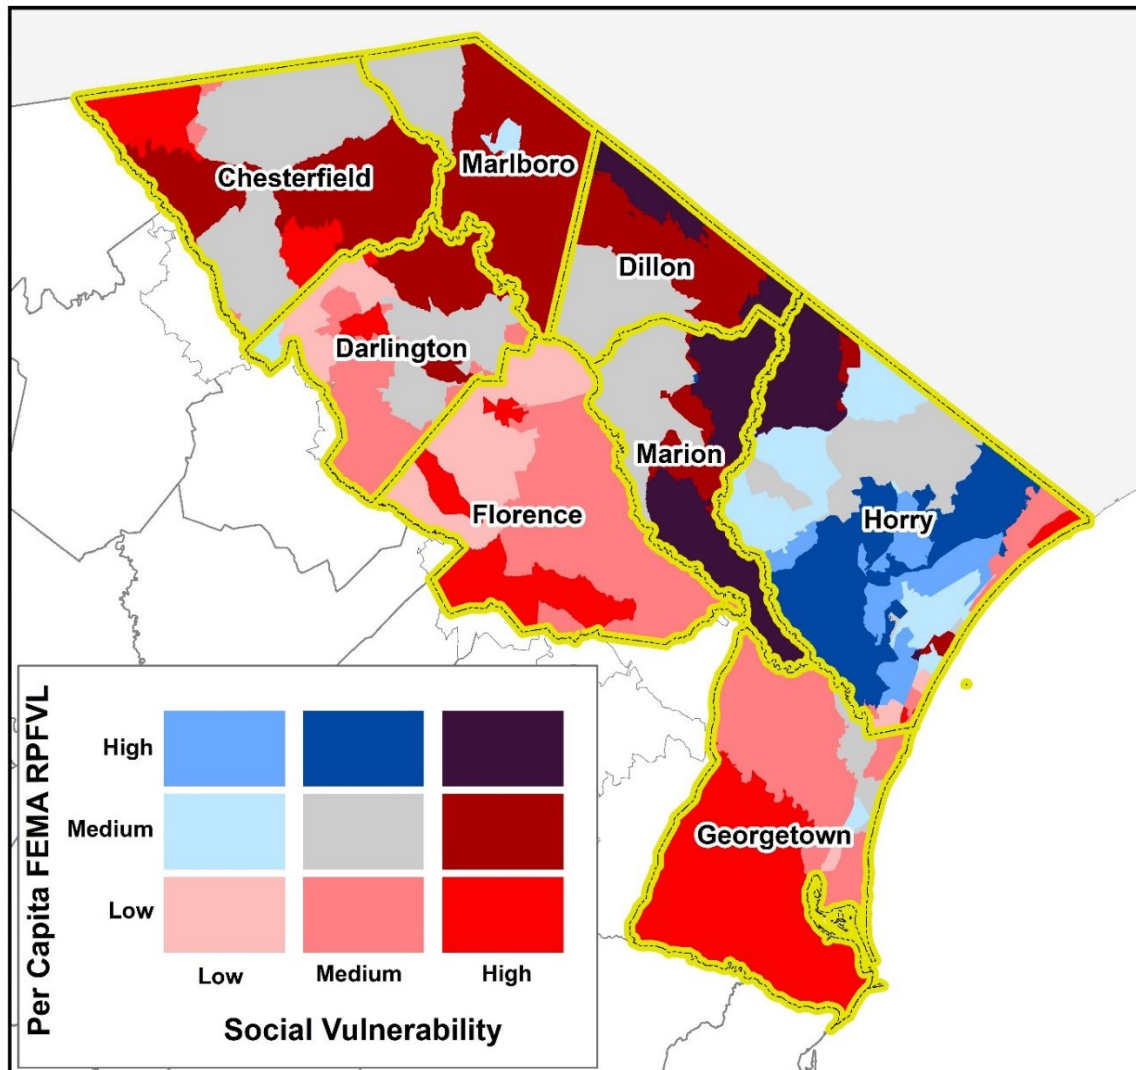 Chesterfield
Marlboro
Dillon
Darlington
Marion
Florence
Horry
Georgetown
Per Capita FEMA RPFVL
High
Medium
Low
Low
Medium
High
Social Vulnerability